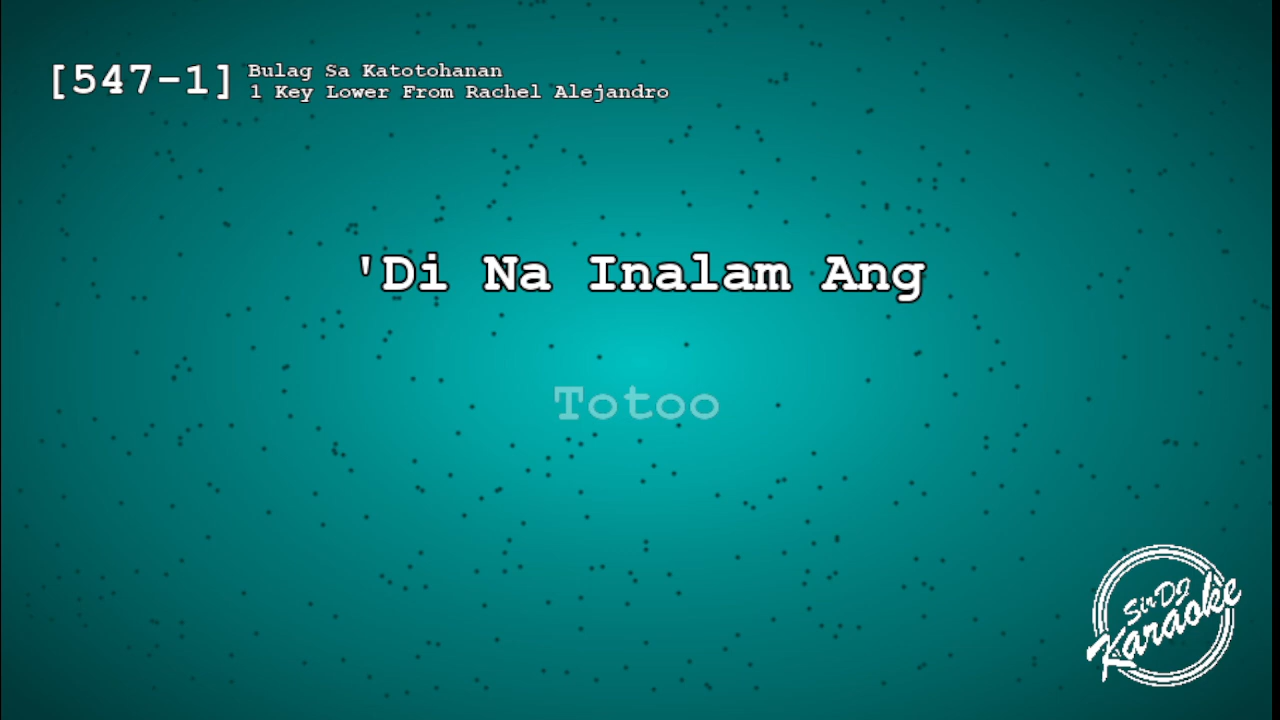 [547-1]
Bulag Sa Katotohanan
1 Key Lower From Rachel Alejandro
'Di Na Inalam Ang
Totoo
Sir DJ
Karaoke